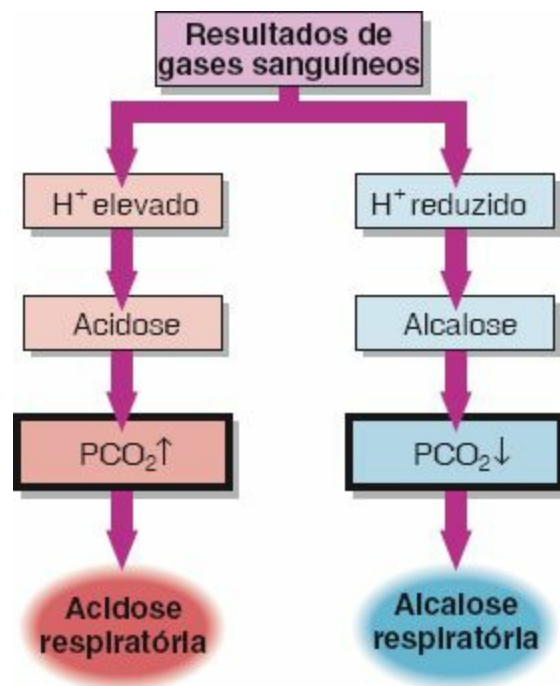 Resultados de
gases sanguíneos
H⁺ elevado
H⁺ reduzido
Acidose
Alcalose
PCO₂↑
PCO₂↓
Acidose
respiratória
Alcalose
respiratória